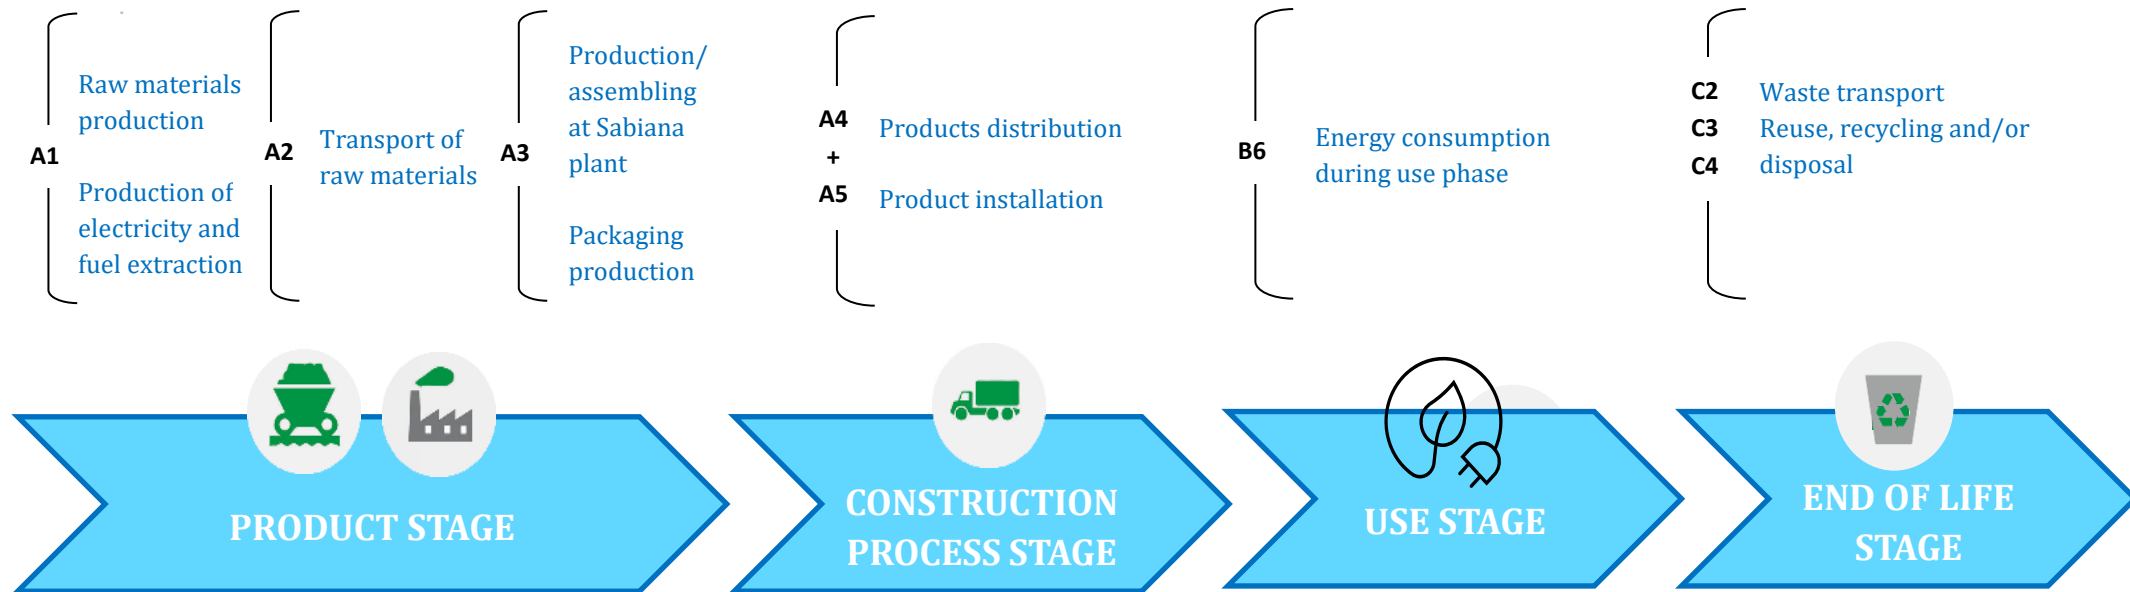 A1
Raw materials
production
Production of
electricity and
fuel extraction
A2
Transport of
raw materials
A3
Production/
assembling
at Sabiana
plant
Packaging
production
A4
+
A5
Products distribution
Product installation
B6
Energy consumption
during use phase
C2
C3
C4
Waste transport
Reuse, recycling and/or
disposal
PRODUCT STAGE
CONSTRUCTION
PROCESS STAGE
USE STAGE
END OF LIFE
STAGE